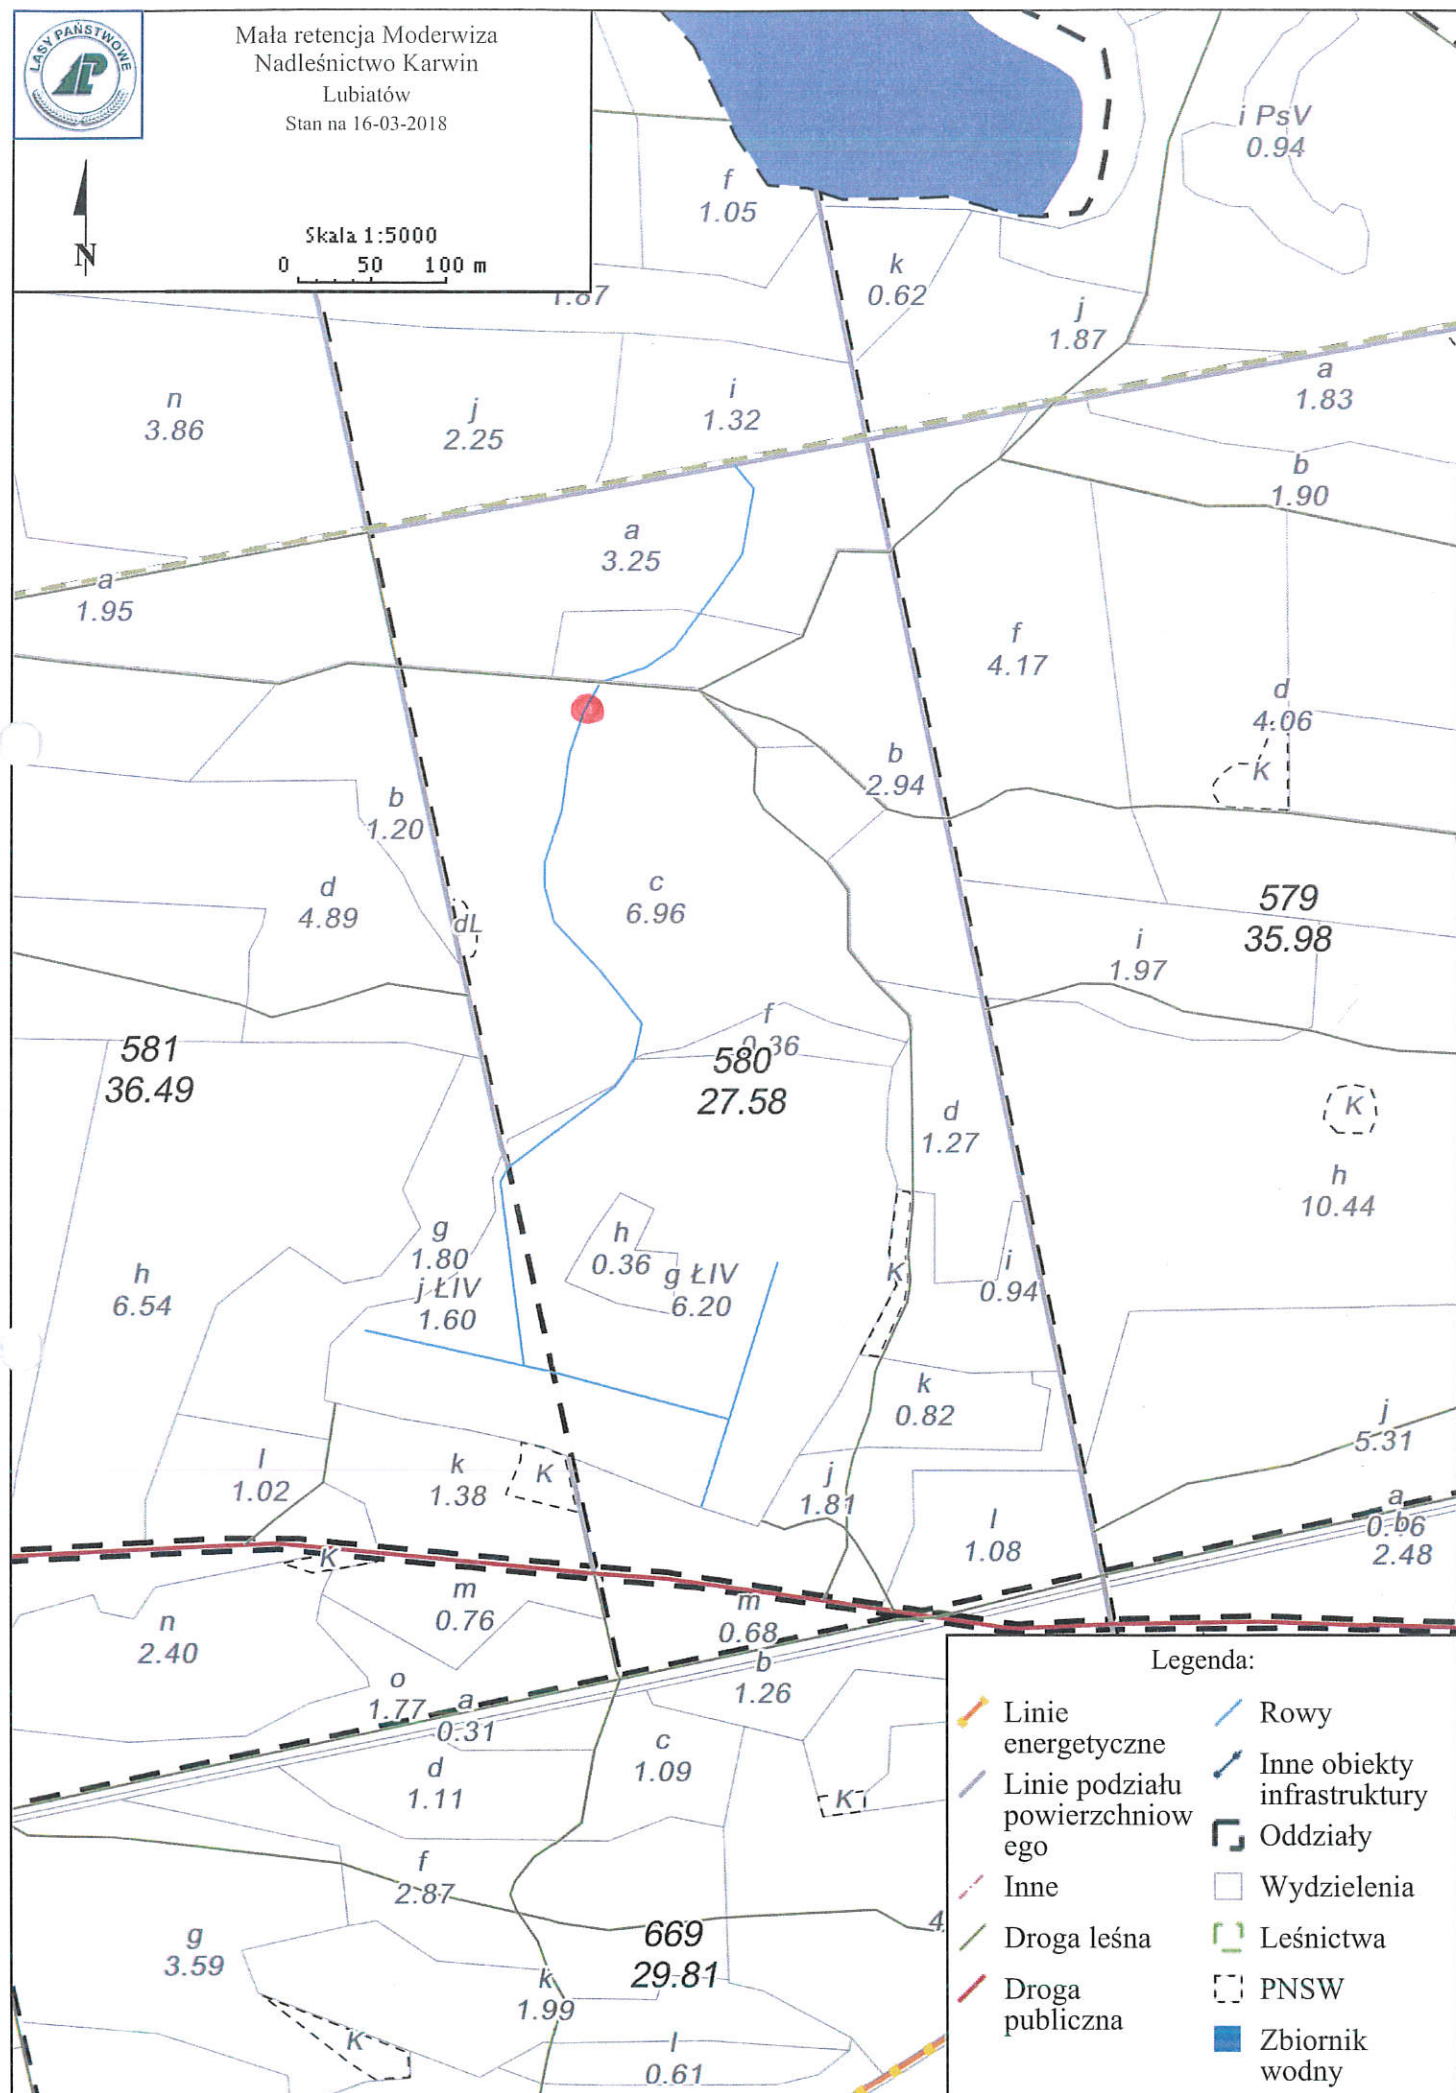 LASY PAŃSTWOWE
Mała retencja Moderwiza
Nadleśnictwo Karwin
Lubiatów
Stan na 16-03-2018
N
Skala 1:5000
0 50 100 m
i PsV
0.94
f
1.05
k
0.62
1.87
j
1.87
a
1.83
n
3.86
j
2.25
i
1.32
b
1.90
a
3.25
a
1.95
f
4.17
d
4.06
K
b
2.94
b
1.20
d
4.89
dL
c
6.96
579
35.98
i
1.97
f
0.36
581
36.49
580
27.58
d
1.27
K
h
10.44
g
1.80
j ŁIV
1.60
h
0.36
g ŁIV
6.20
K
i
0.94
h
6.54
k
0.82
j
5.31
l
1.02
k
1.38
K
j
1.81
l
1.08
a
b
2.48
K
m
0.76
m
0.68
n
2.40
b
1.26
o
1.77
a
0.31
c
1.09
d
1.11
K
f
2.87
4
669
29.81
g
3.59
k
1.99
K
l
0.61
Legenda:
Linie
energetyczne
Linie podziału
powierzchniow
ego
Inne
Droga leśna
Droga
publiczna
Rowy
Inne obiekty
infrastruktury
Oddziały
Wydzielenia
Leśnictwa
PNSW
Zbiornik
wodny